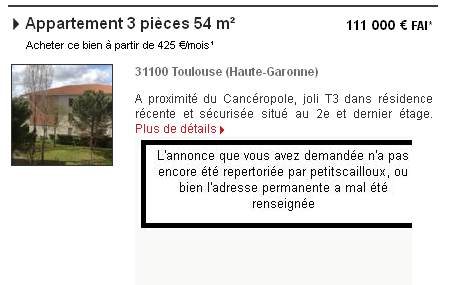 Appartement 3 pièces 54 m² 111 000 € FAI*
Acheter ce bien à partir de 425 €/mois¹
31100 Toulouse (Haute-Garonne)
A proximité du Cancéropole, joli T3 dans résidence
récente et sécurisée situé au 2e et dernier étage.
Plus de détails
L'annonce que vous avez demandée n'a pas
encore été repertoriée par petitscailloux, ou
bien l'adresse permanente a mal été
renseignée